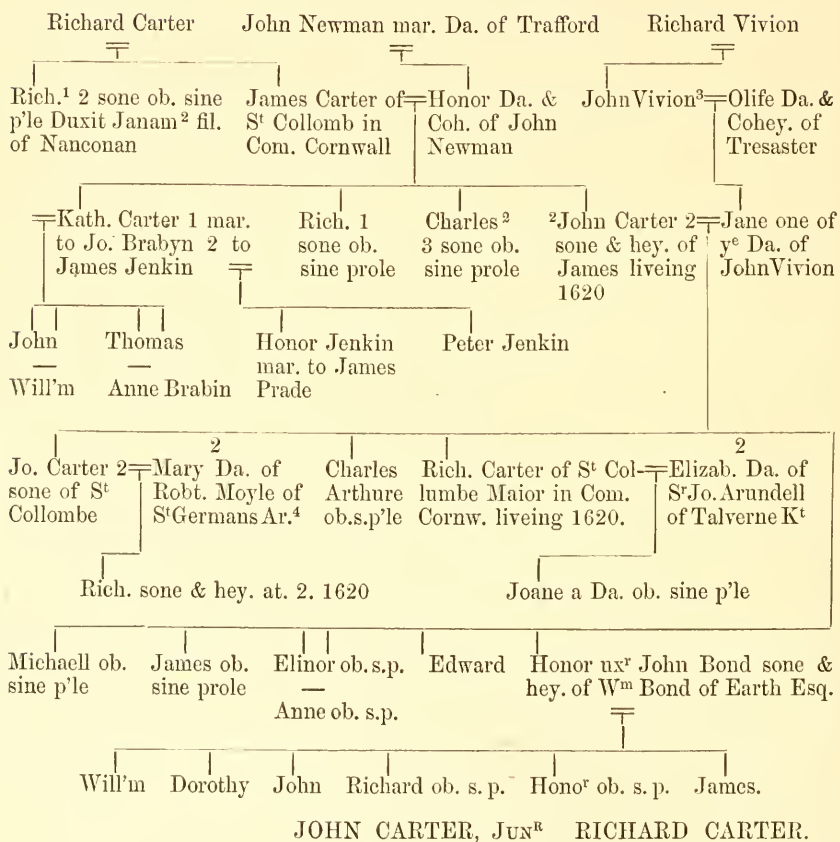 Richard Carter John Newman mar. Da. of Trafford Richard Vivion
Rich.¹ 2 sone ob. sine
p'le Duxit Janam² fil.
of Nanconan
James Carter of
Sᵗ Collomb in
Com. Cornwall
Honor Da. &
Coh. of John
Newman
John Vivion³
Olife Da. &
Cohey. of
Tresaster
Kath. Carter 1 mar.
to Jo. Brabyn 2 to
James Jenkin
Rich. 1
sone ob.
sine prole
Charles²
3 sone ob.
sine prole
²John Carter 2
sone & hey. of
James liveing
1620
Jane one of
yᵉ Da. of
John Vivion
John
—
Will'm
Thomas
—
Anne Brabin
Honor Jenkin
mar. to James
Prade
Peter Jenkin
Jo. Carter 2
sone of Sᵗ
Collombe
2
Mary Da. of
Robt. Moyle of
Sᵗ Germans Ar.⁴
Charles
Arthure
ob.s.p'le
Rich. Carter of Sᵗ Col-
lumbe Maior in Com.
Cornw. liveing 1620.
2
Elizab. Da. of
Sʳ Jo. Arundell
of Talverne Kᵗ
Rich. sone & hey. at. 2. 1620
Joane a Da. ob. sine p'le
Michaell ob.
sine p'le
James ob.
sine prole
Elinor ob. s.p.
—
Anne ob. s.p.
Edward
Honor uxʳ John Bond sone &
hey. of Wᵐ Bond of Earth Esq.
Will'm Dorothy John Richard ob. s. p. Honoʳ ob. s. p. James.
JOHN CARTER, JUNᴿ RICHARD CARTER.